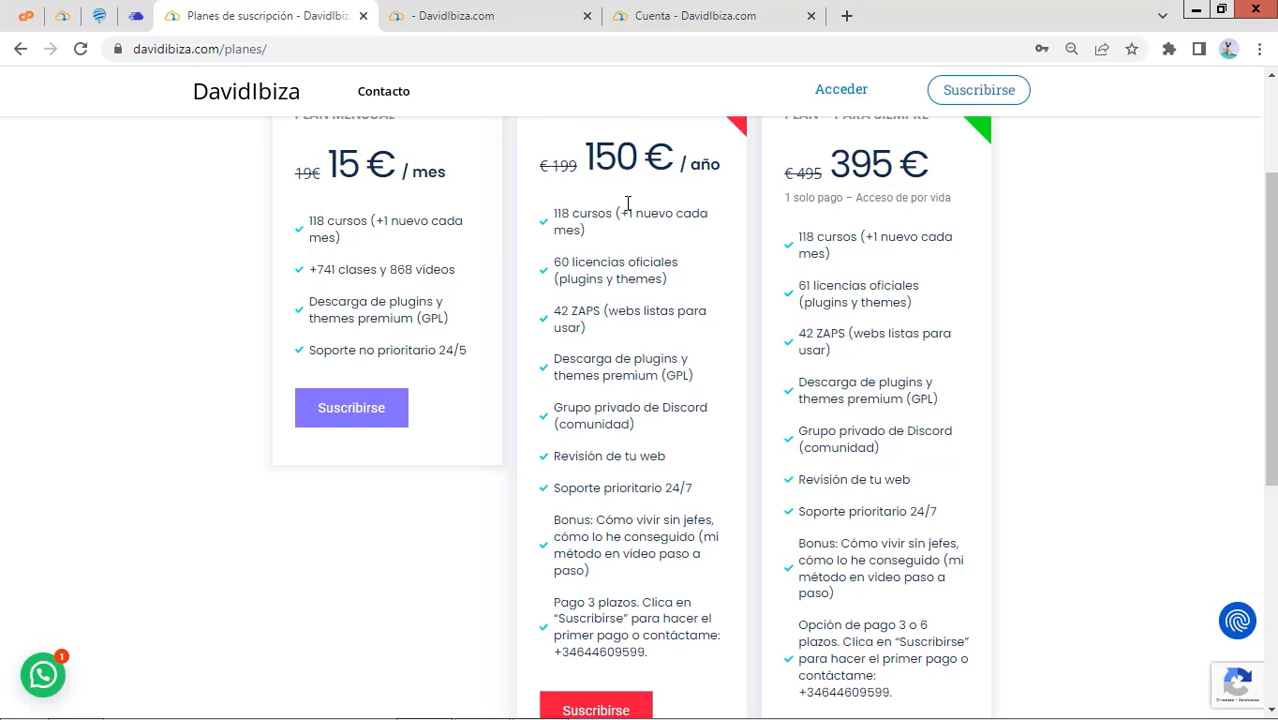 Planes de suscripción - DavidIbiza
- DavidIbiza.com
Cuenta - DavidIbiza.com
davidibiza.com/planes/
DavidIbiza
Contacto
Acceder
Suscribirse
PLAN MENSUAL
19€ 15 € / mes
118 cursos (+1 nuevo cada
mes)
+741 clases y 868 vídeos
Descarga de plugins y
themes premium (GPL)
Soporte no prioritario 24/5
Suscribirse
€ 199 150 € / año
118 cursos (+1 nuevo cada
mes)
60 licencias oficiales
(plugins y themes)
42 ZAPS (webs listas para
usar)
Descarga de plugins y
themes premium (GPL)
Grupo privado de Discord
(comunidad)
Revisión de tu web
Soporte prioritario 24/7
Bonus: Cómo vivir sin jefes,
cómo lo he conseguido (mi
método en vídeo paso a
paso)
Pago 3 plazos. Clica en
“Suscribirse” para hacer el
primer pago o contáctame:
+34644609599.
Suscribirse
PLAN – PARA SIEMPRE
€ 495 395 €
1 solo pago – Acceso de por vida
118 cursos (+1 nuevo cada
mes)
61 licencias oficiales
(plugins y themes)
42 ZAPS (webs listas para
usar)
Descarga de plugins y
themes premium (GPL)
Grupo privado de Discord
(comunidad)
Revisión de tu web
Soporte prioritario 24/7
Bonus: Cómo vivir sin jefes,
cómo lo he conseguido (mi
método en vídeo paso a
paso)
Opción de pago 3 o 6
plazos. Clica en “Suscribirse”
para hacer el primer pago o
contáctame:
+34644609599.
1